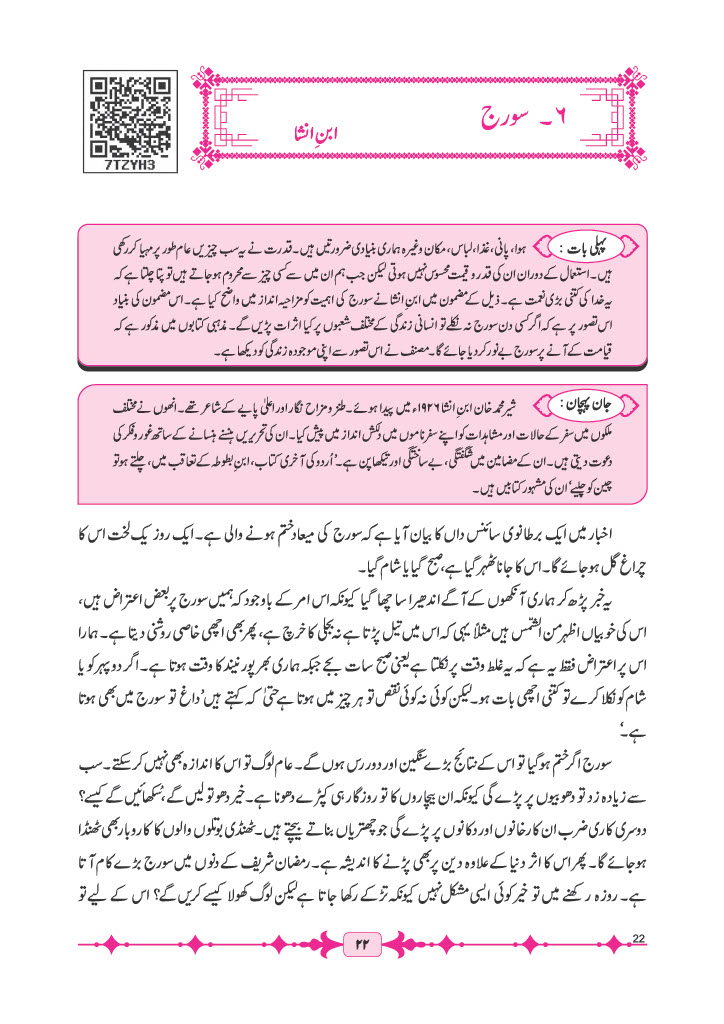 7TZYH3
۶ ۔ سورج
ابنِ انشا
پہلی بات : ہوا، پانی، غذا، لباس، مکان وغیرہ ہماری بنیادی ضرورتیں ہیں۔ قدرت نے یہ سب چیزیں عام طور پر مہیا کر رکھی
ہیں۔ استعمال کے دوران ان کی قدر و قیمت محسوس نہیں ہوتی لیکن جب ہم ان میں سے کسی چیز سے محروم ہو جاتے ہیں تو پتا چلتا ہے کہ
یہ خدا کی کتنی بڑی نعمت ہے۔ ذیل کے مضمون میں ابنِ انشا نے سورج کی اہمیت کو مزاحیہ انداز میں واضح کیا ہے۔ اس مضمون کی بنیاد
اس تصور پر ہے کہ اگر کسی دن سورج نہ نکلے تو انسانی زندگی کے مختلف شعبوں پر کیا اثرات پڑیں گے۔ مذہبی کتابوں میں مذکور ہے کہ
قیامت کے آنے پر سورج بے نور کر دیا جائے گا۔ مصنف نے اس تصور سے اپنی موجودہ زندگی کو دیکھا ہے۔
جان پہچان : شیر محمد خان ابنِ انشا ۱۹۲۶ء میں پیدا ہوئے۔ طنز و مزاح نگار اور اعلیٰ پایے کے شاعر تھے۔ انھوں نے مختلف
ملکوں میں سفر کے حالات اور مشاہدات کو اپنے سفرناموں میں دلکش انداز میں پیش کیا۔ ان کی تحریریں ہنسنے ہنسانے کے ساتھ غور و فکر کی
دعوت دیتی ہیں۔ ان کے مضامین میں شگفتگی، بے ساختگی اور تیکھا پن ہے۔ 'اُردو کی آخری کتاب، ابنِ بطوطہ کے تعاقب میں، چلتے ہو تو
چین کو چلیے' ان کی مشہور کتابیں ہیں۔
اخبار میں ایک برطانوی سائنس داں کا بیان آیا ہے کہ سورج کی میعاد ختم ہونے والی ہے۔ ایک روز یک لخت اس کا
چراغ گل ہو جائے گا۔ اس کا جانا ٹھہر گیا ہے، صبح گیا یا شام گیا۔
یہ خبر پڑھ کر ہماری آنکھوں کے آگے اندھیرا سا چھا گیا کیونکہ اس امر کے باوجود کہ ہمیں سورج پر بعض اعتراض ہیں،
اس کی خوبیاں اظہر من الشّمس ہیں مثلاً یہی کہ اس میں تیل پڑتا ہے نہ بجلی کا خرچ ہے، پھر بھی اچھی خاصی روشنی دیتا ہے۔ ہمارا
اس پر اعتراض فقط یہ ہے کہ یہ غلط وقت پر نکلتا ہے یعنی صبح سات بجے جبکہ ہماری بھرپور نیند کا وقت ہوتا ہے۔ اگر دوپہر کو یا
شام کو نکلا کرے تو کتنی اچھی بات ہو۔ لیکن کوئی نہ کوئی نقص تو ہر چیز میں ہوتا ہے حتیٰ کہ کہتے ہیں 'داغ تو سورج میں بھی ہوتا
ہے۔'
سورج اگر ختم ہو گیا تو اس کے نتائج بڑے سنگین اور دور رس ہوں گے۔ عام لوگ تو اس کا اندازہ بھی نہیں کر سکتے۔ سب
سے زیادہ زد تو دھوبیوں پر پڑے گی کیونکہ ان بیچاروں کا تو روزگار ہی کپڑے دھونا ہے۔ خیر دھو تو لیں گے، سُکھائیں گے کیسے؟
دوسری کاری ضرب ان کارخانوں اور دکانوں پر پڑے گی جو چھتریاں بناتے بیچتے ہیں۔ ٹھنڈی بوتلوں والوں کا کاروبار بھی ٹھنڈا
ہو جائے گا۔ پھر اس کا اثر دنیا کے علاوہ دین پر بھی پڑنے کا اندیشہ ہے۔ رمضان شریف کے دنوں میں سورج بڑے کام آتا
ہے۔ روزہ رکھنے میں تو خیر کوئی ایسی مشکل نہیں کیونکہ تڑکے رکھا جاتا ہے لیکن لوگ کھولا کیسے کریں گے؟ اس کے لیے تو
۲۲
22